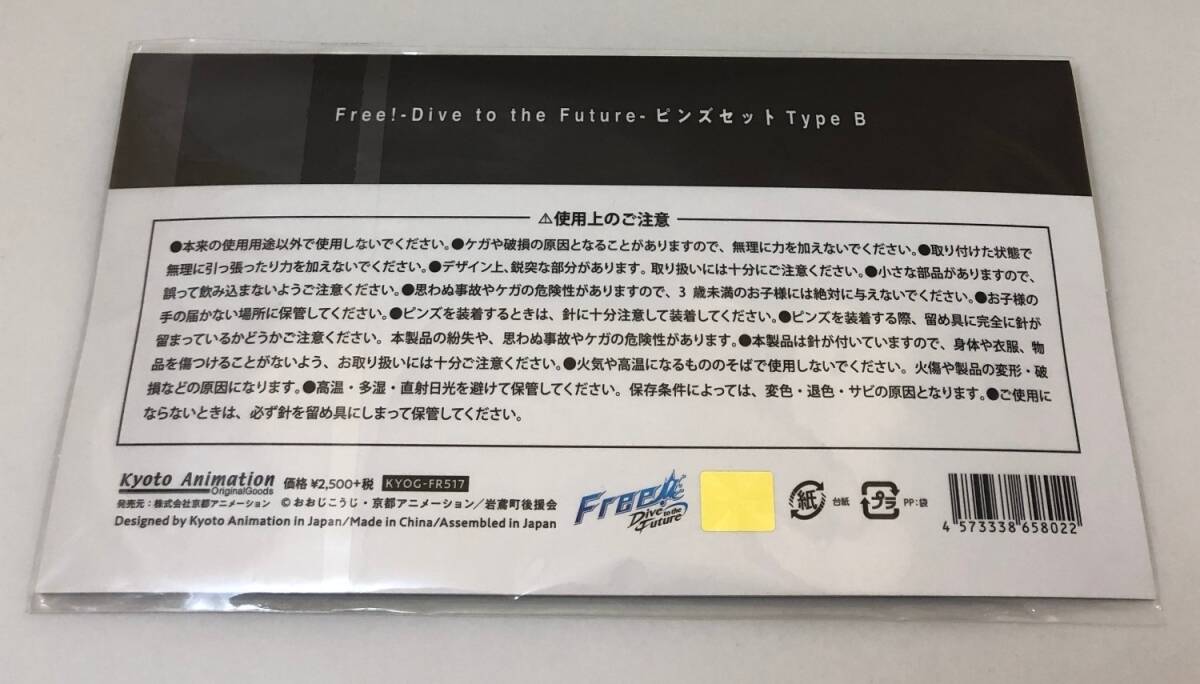 Free!-Dive to the Future-ピンズセット Type B
⚠使用上のご注意
●本来の使用用途以外で使用しないでください。●ケガや破損の原因となることがありますので、無理に力を加えないでください。●取り付けた状態で
無理に引っ張ったり力を加えないでください。●デザイン上、鋭突な部分があります。取り扱いには十分にご注意ください。●小さな部品がありますので、
誤って飲み込まないようご注意ください。●思わぬ事故やケガの危険性がありますので、3 歳未満のお子様には絶対に与えないでください。●お子様の
手の届かない場所に保管してください。●ピンズを装着するときは、針に十分注意して装着してください。●ピンズを装着する際、留め具に完全に針が
留まっているかどうかご注意ください。本製品の紛失や、思わぬ事故やケガの危険性があります。●本製品は針が付いていますので、身体や衣服、物
品を傷つけることがないよう、お取り扱いには十分ご注意ください。●火気や高温になるもののそばで使用しないでください。火傷や製品の変形・破
損などの原因になります。●高温・多湿・直射日光を避けて保管してください。保存条件によっては、変色・退色・サビの原因となります。●ご使用に
ならないときは、必ず針を留め具にしまって保管してください。
Kyoto Animation
OriginalGoods
価格 ¥2,500+税
KYOG-FR517
発売元:株式会社京都アニメーション ©おおじこうじ・京都アニメーション/岩鳶町後援会
Designed by Kyoto Animation in Japan/Made in China/Assembled in Japan
Free!
Dive to the
Future
紙
台紙
プラ
PP:袋
4 573338 658022